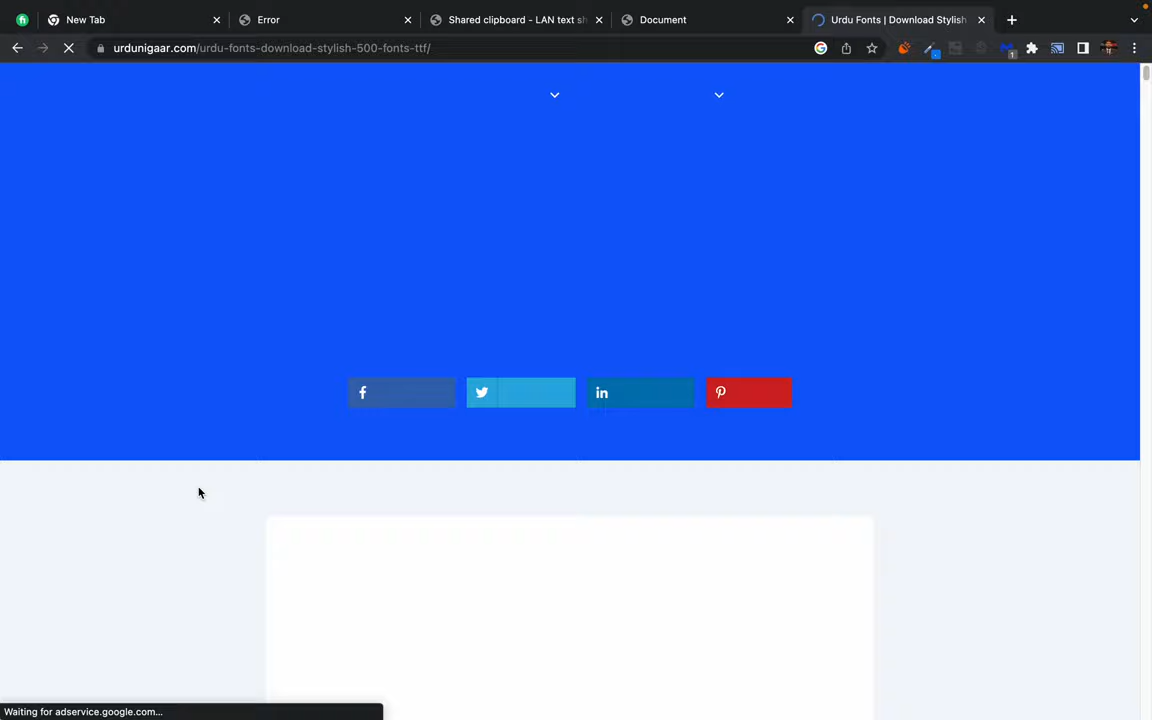 New Tab
Error
Shared clipboard - LAN text sh
Document
Urdu Fonts | Download Stylish
urdunigaar.com/urdu-fonts-download-stylish-500-fonts-ttf/
1
Waiting for adservice.google.com...